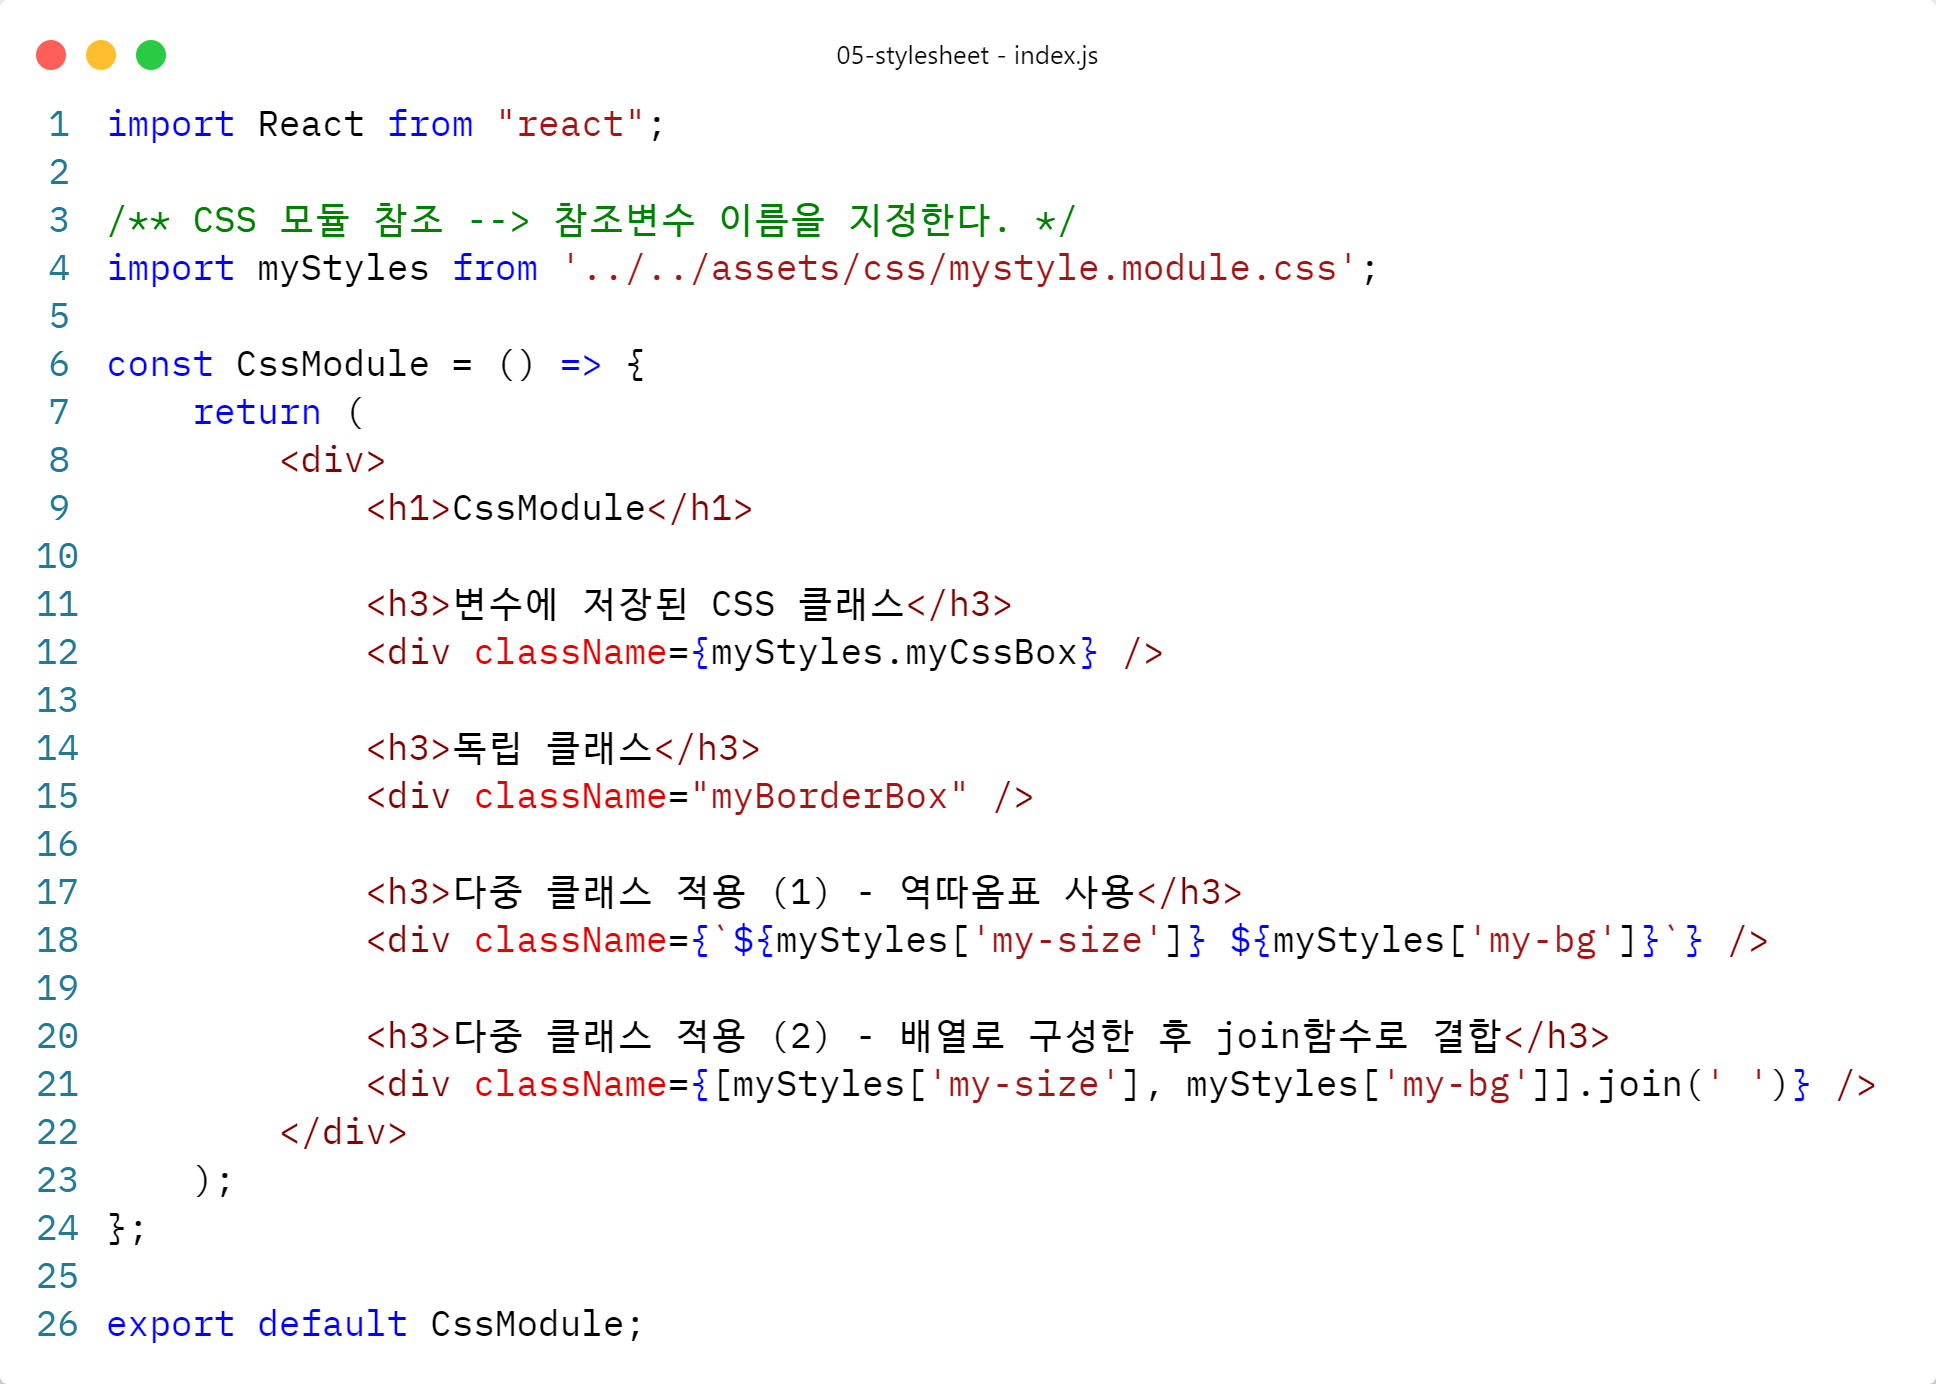 05-stylesheet - index.js
1 import React from "react";
2
3 /** CSS 모듈 참조 --> 참조변수 이름을 지정한다. */
4 import myStyles from '../../assets/css/mystyle.module.css';
5
6 const CssModule = () => {
7     return (
8         <div>
9             <h1>CssModule</h1>
10
11             <h3>변수에 저장된 CSS 클래스</h3>
12             <div className={myStyles.myCssBox} />
13
14             <h3>독립 클래스</h3>
15             <div className="myBorderBox" />
16
17             <h3>다중 클래스 적용 (1) - 역따옴표 사용</h3>
18             <div className={`${myStyles['my-size']} ${myStyles['my-bg']}`} />
19
20             <h3>다중 클래스 적용 (2) - 배열로 구성한 후 join함수로 결합</h3>
21             <div className={[myStyles['my-size'], myStyles['my-bg']].join(' ')} />
22         </div>
23     );
24 };
25
26 export default CssModule;